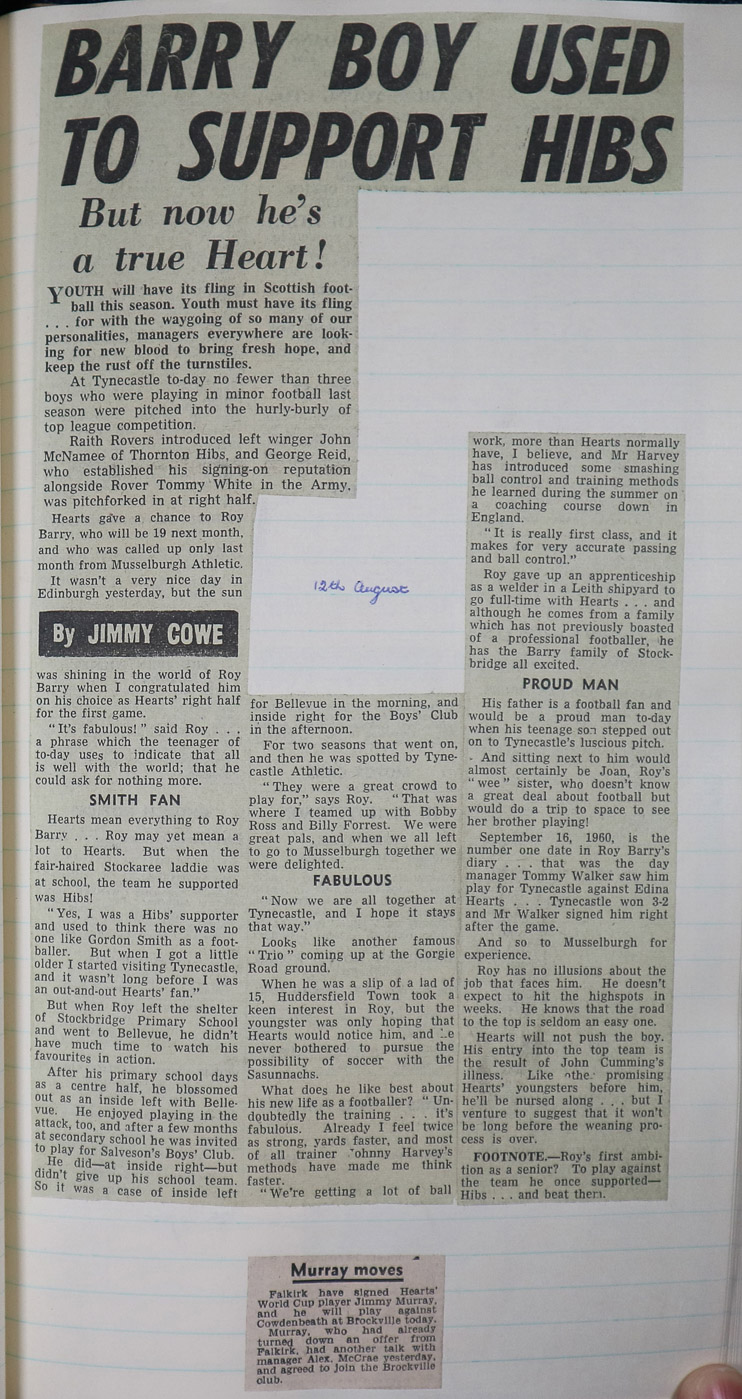 BARRY BOY USED
TO SUPPORT HIBS
But now he's
a true Heart!
YOUTH will have its fling in Scottish foot-
ball this season. Youth must have its fling
. . . for with the waygoing of so many of our
personalities, managers everywhere are look-
ing for new blood to bring fresh hope, and
keep the rust off the turnstiles.
At Tynecastle to-day no fewer than three
boys who were playing in minor football last
season were pitched into the hurly-burly of
top league competition.
Raith Rovers introduced left winger John
McNamee of Thornton Hibs, and George Reid,
who established his signing-on reputation
alongside Rover Tommy White in the Army,
was pitchforked in at right half.
Hearts gave a chance to Roy
Barry, who will be 19 next month,
and who was called up only last
month from Musselburgh Athletic.
It wasn't a very nice day in
Edinburgh yesterday, but the sun
By JIMMY COWE
was shining in the world of Roy
Barry when I congratulated him
on his choice as Hearts' right half
for the first game.
"It's fabulous!" said Roy . . .
a phrase which the teenager of
to-day uses to indicate that all
is well with the world; that he
could ask for nothing more.
SMITH FAN
Hearts mean everything to Roy
Barry . . . Roy may yet mean a
lot to Hearts. But when the
fair-haired Stockaree laddie was
at school, the team he supported
was Hibs!
"Yes, I was a Hibs' supporter
and used to think there was no
one like Gordon Smith as a foot-
baller. But when I got a little
older I started visiting Tynecastle,
and it wasn't long before I was
an out-and-out Hearts' fan."
But when Roy left the shelter
of Stockbridge Primary School
and went to Bellevue, he didn't
have much time to watch his
favourites in action.
After his primary school days
as a centre half, he blossomed
out as an inside left with Belle-
vue. He enjoyed playing in the
attack, too, and after a few months
at secondary school he was invited
to play for Salveson's Boys' Club.
He did—at inside right—but
didn't give up his school team.
So it was a case of inside left
12th August
for Bellevue in the morning, and
inside right for the Boys' Club
in the afternoon.
For two seasons that went on,
and then he was spotted by Tyne-
castle Athletic.
"They were a great crowd to
play for," says Roy. "That was
where I teamed up with Bobby
Ross and Billy Forrest. We were
great pals, and when we all left
to go to Musselburgh together we
were delighted.
FABULOUS
"Now we are all together at
Tynecastle, and I hope it stays
that way."
Looks like another famous
"Trio" coming up at the Gorgie
Road ground.
When he was a slip of a lad of
15, Huddersfield Town took a
keen interest in Roy, but the
youngster was only hoping that
Hearts would notice him, and he
never bothered to pursue the
possibility of soccer with the
Sasunnachs.
What does he like best about
his new life as a footballer? "Un-
doubtedly the training . . . it's
fabulous. Already I feel twice
as strong, yards faster, and most
of all trainer Johnny Harvey's
methods have made me think
faster.
"We're getting a lot of ball
work, more than Hearts normally
have, I believe, and Mr Harvey
has introduced some smashing
ball control and training methods
he learned during the summer on
a coaching course down in
England.
"It is really first class, and it
makes for very accurate passing
and ball control."
Roy gave up an apprenticeship
as a welder in a Leith shipyard to
go full-time with Hearts . . . and
although he comes from a family
which has not previously boasted
of a professional footballer, he
has the Barry family of Stock-
bridge all excited.
PROUD MAN
His father is a football fan and
would be a proud man to-day
when his teenage son stepped out
on to Tynecastle's luscious pitch.
And sitting next to him would
almost certainly be Joan, Roy's
"wee" sister, who doesn't know
a great deal about football but
would do a trip to space to see
her brother playing!
September 16, 1960, is the
number one date in Roy Barry's
diary . . . that was the day
manager Tommy Walker saw him
play for Tynecastle against Edina
Hearts . . . Tynecastle won 3-2
and Mr Walker signed him right
after the game.
And so to Musselburgh for
experience.
Roy has no illusions about the
job that faces him. He doesn't
expect to hit the highspots in
weeks. He knows that the road
to the top is seldom an easy one.
Hearts will not push the boy.
His entry into the top team is
the result of John Cumming's
illness. Like other promising
Hearts' youngsters before him,
he'll be nursed along . . . but I
venture to suggest that it won't
be long before the weaning pro-
cess is over.
FOOTNOTE.—Roy's first ambi-
tion as a senior? To play against
the team he once supported—
Hibs . . . and beat them.
Murray moves
Falkirk have signed Hearts'
World Cup player Jimmy Murray,
and he will play against
Cowdenbeath at Brockville today.
Murray, who had already
turned down an offer from
Falkirk, had another talk with
manager Alex. McCrae yesterday,
and agreed to join the Brockville
club.